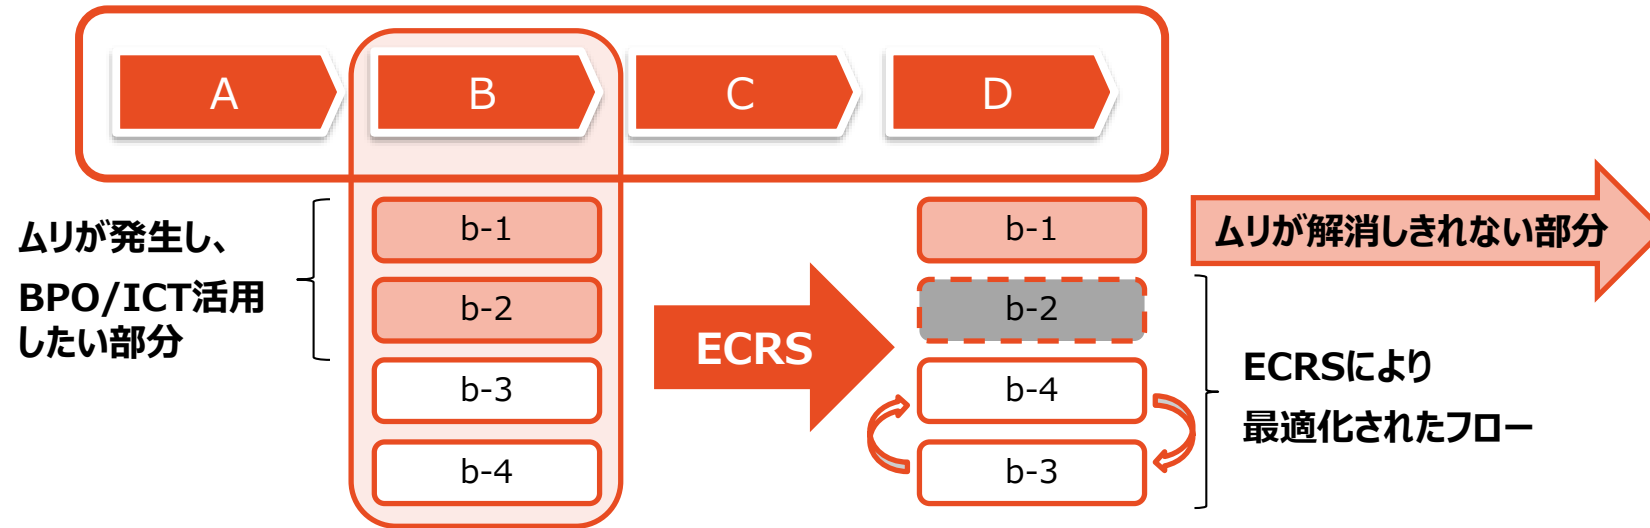 A
B
C
D
ムリが発生し、
BPO/ICT活用
したい部分
b-1
b-2
b-3
b-4
ECRS
b-1
b-2
b-4
b-3
ムリが解消しきれない部分
ECRSにより
最適化されたフロー